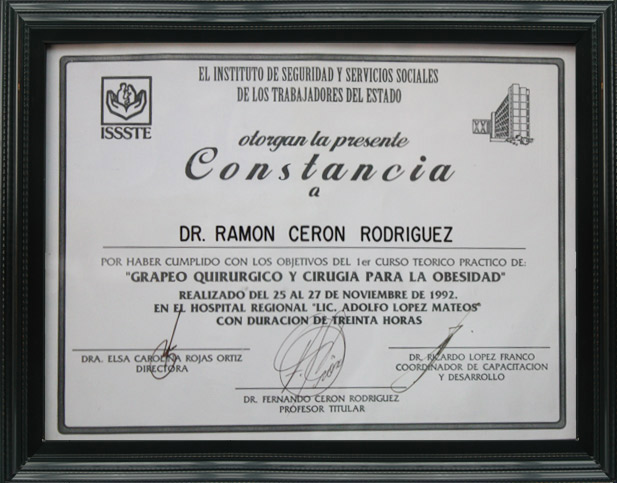 EL INSTITUTO DE SEGURIDAD Y SERVICIOS SOCIALES
DE LOS TRABAJADORES DEL ESTADO
ISSSTE
XXI
otorgan la presente
Constancia
a
DR. RAMON CERON RODRIGUEZ
POR HABER CUMPLIDO CON LOS OBJETIVOS DEL 1er CURSO TEORICO PRACTICO DE:
"GRAPEO QUIRURGICO Y CIRUGIA PARA LA OBESIDAD"
REALIZADO DEL 25 AL 27 DE NOVIEMBRE DE 1992.
EN EL HOSPITAL REGIONAL "LIC. ADOLFO LOPEZ MATEOS"
CON DURACION DE TREINTA HORAS
DRA. ELSA CAROLINA ROJAS ORTIZ
DIRECTORA
DR. RICARDO LOPEZ FRANCO
COORDINADOR DE CAPACITACION
Y DESARROLLO
DR. FERNANDO CERON RODRIGUEZ
PROFESOR TITULAR